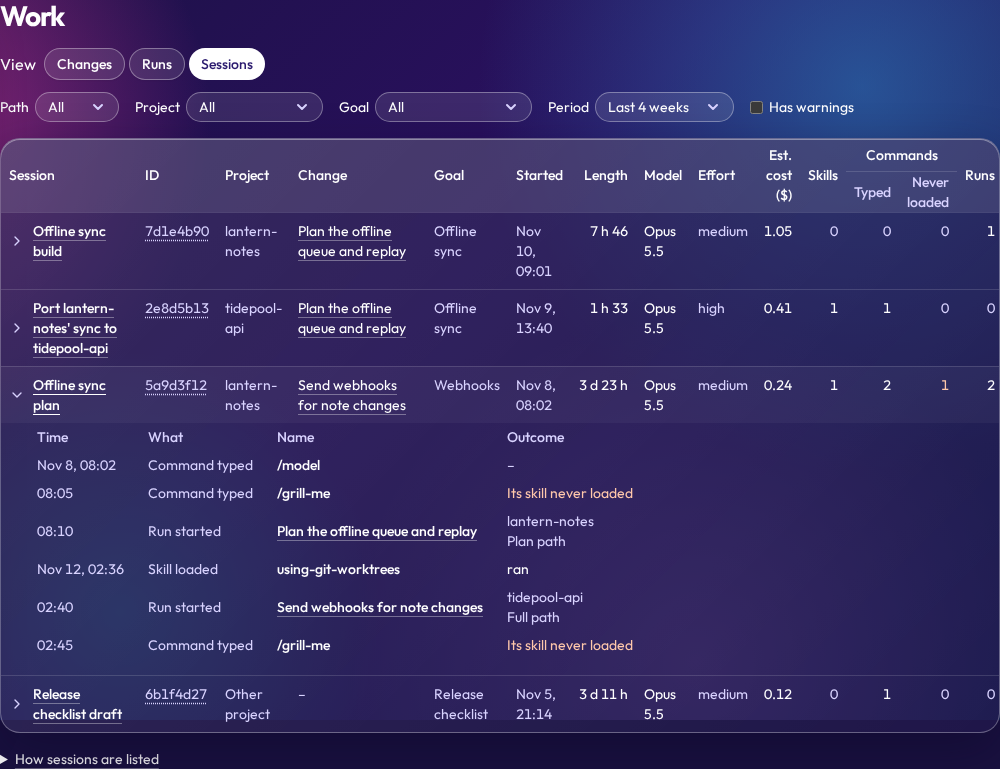 Work
View Changes Runs Sessions
Path All Project All Goal All Period Last 4 weeks Has warnings
Session ID Project Change Goal Started Length Model Effort Est. cost ($) Skills Commands Typed Never loaded Runs
Offline sync build 7d1e4b90 lantern-notes Plan the offline queue and replay Offline sync Nov 10, 09:01 7 h 46 Opus 5.5 medium 1.05 0 0 0 1
Port lantern-notes' sync to tidepool-api 2e8d5b13 tidepool-api Plan the offline queue and replay Offline sync Nov 9, 13:40 1 h 33 Opus 5.5 high 0.41 1 1 0 0
Offline sync plan 5a9d3f12 lantern-notes Send webhooks for note changes Webhooks Nov 8, 08:02 3 d 23 h Opus 5.5 medium 0.24 1 2 1 2
Time What Name Outcome
Nov 8, 08:02 Command typed /model –
08:05 Command typed /grill-me Its skill never loaded
08:10 Run started Plan the offline queue and replay lantern-notes Plan path
Nov 12, 02:36 Skill loaded using-git-worktrees ran
02:40 Run started Send webhooks for note changes tidepool-api Full path
02:45 Command typed /grill-me Its skill never loaded
Release checklist draft 6b1f4d27 Other project – Release checklist Nov 5, 21:14 3 d 11 h Opus 5.5 medium 0.12 0 1 0 0
How sessions are listed